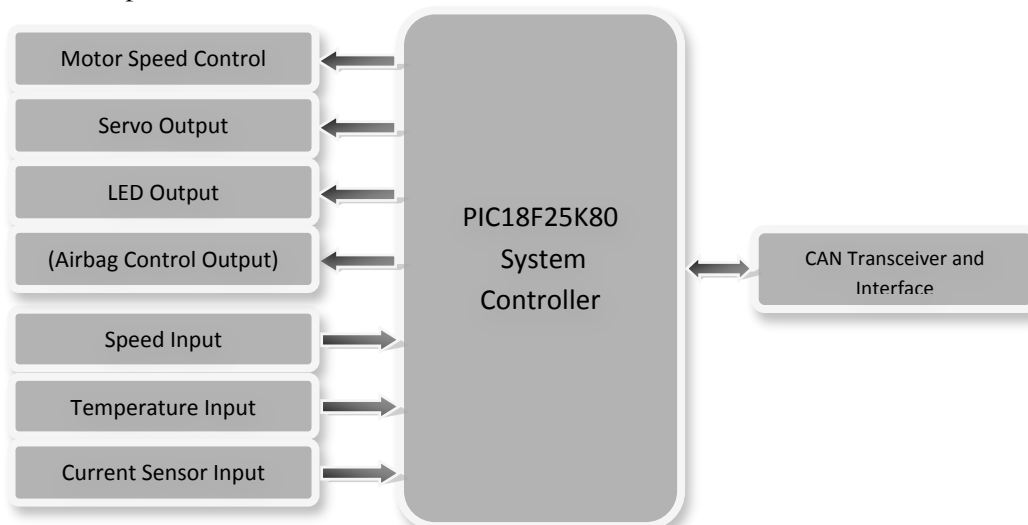 Motor Speed Control
Servo Output
LED Output
(Airbag Control Output)
Speed Input
Temperature Input
Current Sensor Input
PIC18F25K80
System
Controller
CAN Transceiver and
Interface